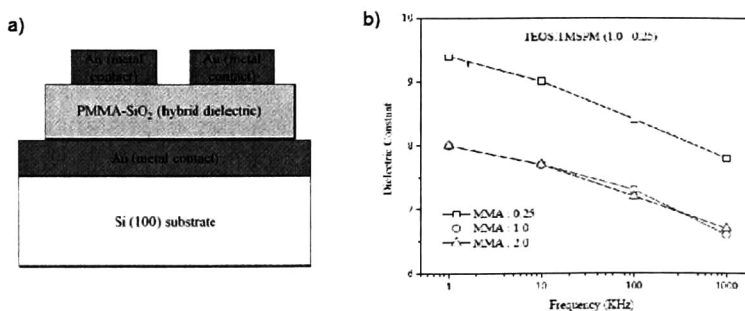 a)
Au (metal contact)
Au (metal contact)
PMMA-SiO₂ (hybrid dielectric)
Au (metal contact)
Si (100) substrate
b)
TEOS:TMSPM (1.0 : 0.25)
Dielectric Constant
10
9
8
7
6
MMA : 0.25
MMA : 1.0
MMA : 2.0
1
10
100
1000
Frequency (KHz)